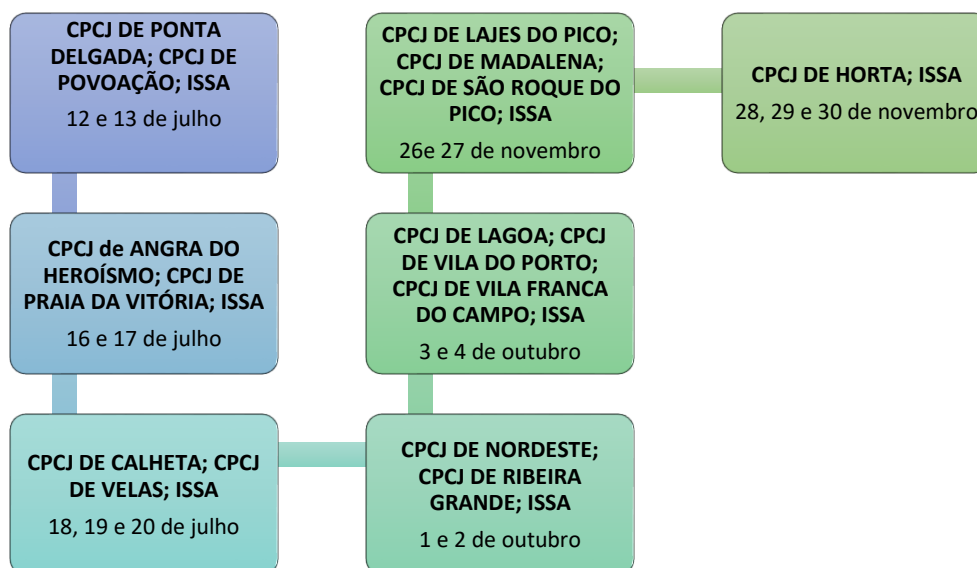 CPCJ DE PONTA
DELGADA; CPCJ DE
POVOAÇÃO; ISSA
12 e 13 de julho
CPCJ de ANGRA DO
HEROÍSMO; CPCJ DE
PRAIA DA VITÓRIA; ISSA
16 e 17 de julho
CPCJ DE CALHETA; CPCJ
DE VELAS; ISSA
18, 19 e 20 de julho
CPCJ DE NORDESTE;
CPCJ DE RIBEIRA
GRANDE; ISSA
1 e 2 de outubro
CPCJ DE LAGOA; CPCJ
DE VILA DO PORTO;
CPCJ DE VILA FRANCA
DO CAMPO; ISSA
3 e 4 de outubro
CPCJ DE LAJES DO PICO;
CPCJ DE MADALENA;
CPCJ DE SÃO ROQUE DO
PICO; ISSA
26e 27 de novembro
CPCJ DE HORTA; ISSA
28, 29 e 30 de novembro